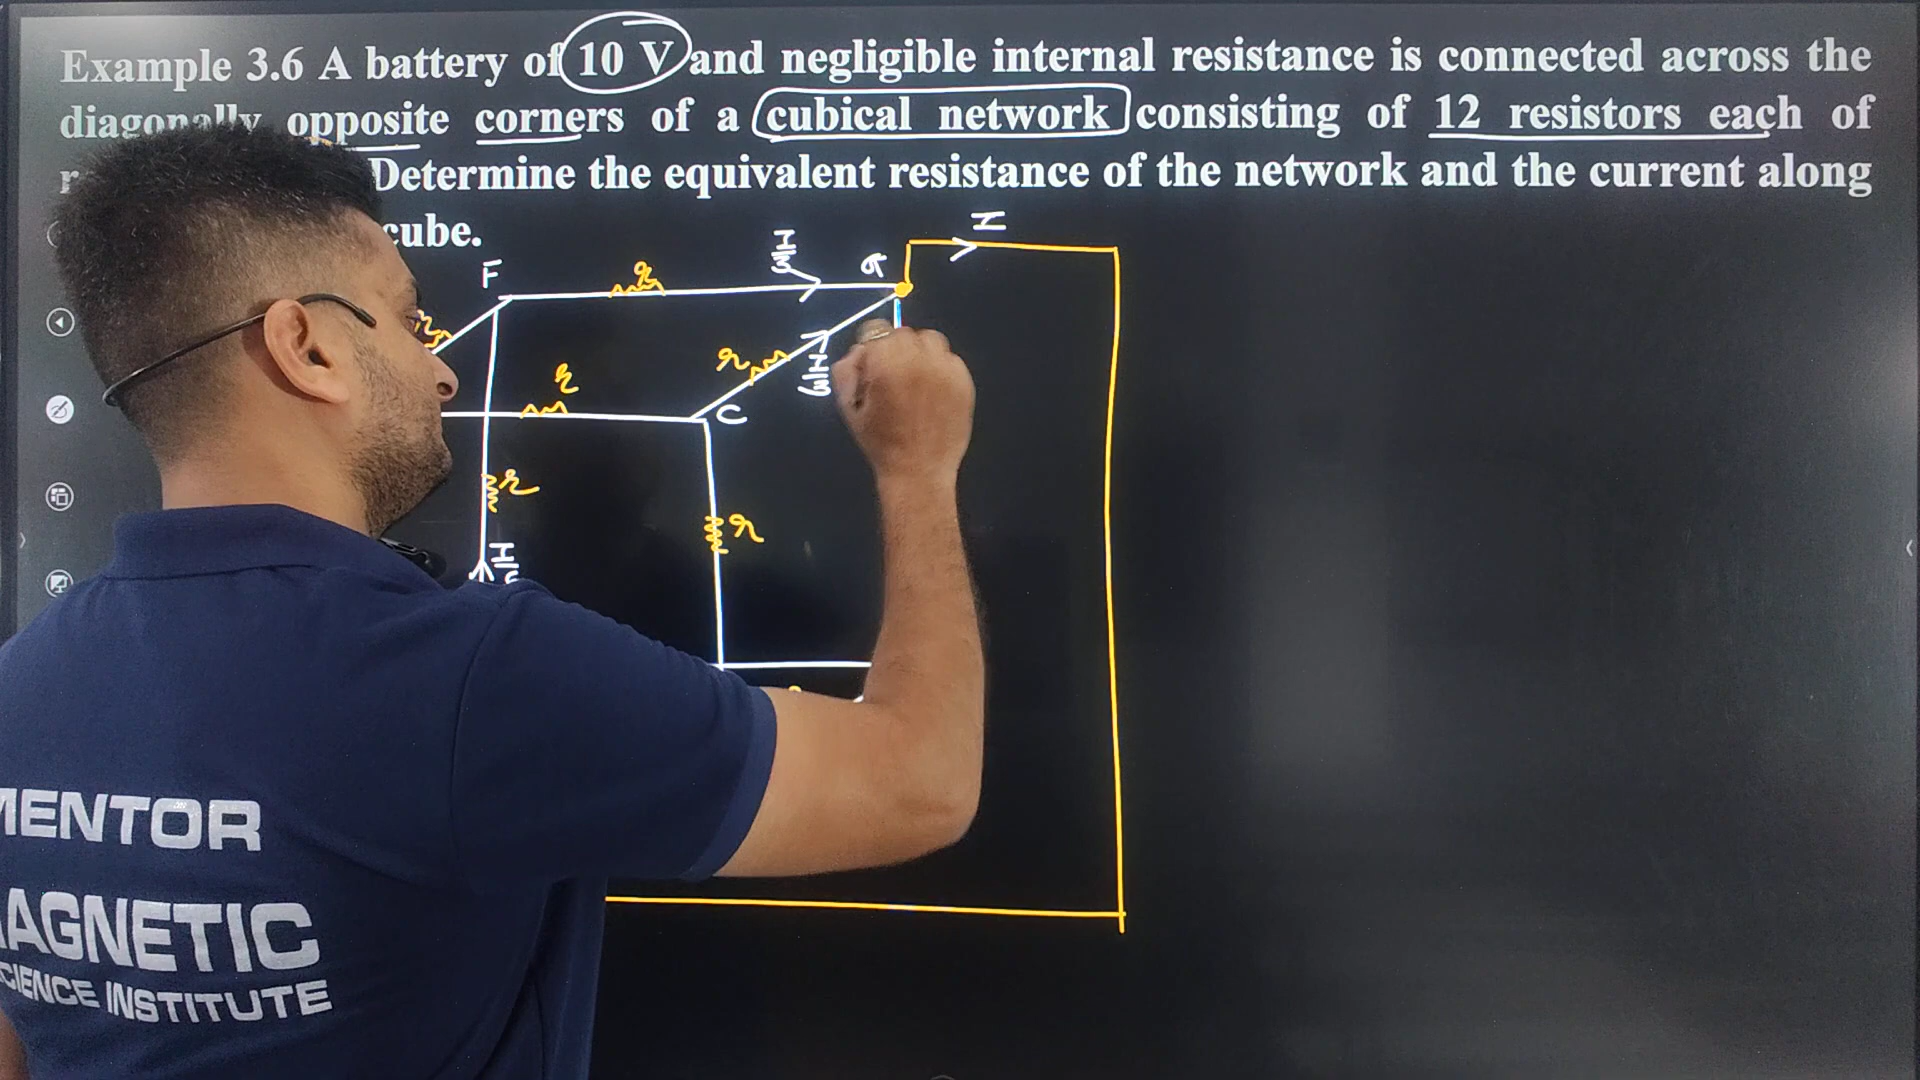 Example 3.6 A battery of 10 V and negligible internal resistance is connected across the
diagonally opposite corners of a cubical network consisting of 12 resistors each of
Determine the equivalent resistance of the network and the current along
cube.
I
F
r
I/3
G
r
r
r
I/3
C
r
r
I
MENTOR
AGNETIC
CIENCE INSTITUTE